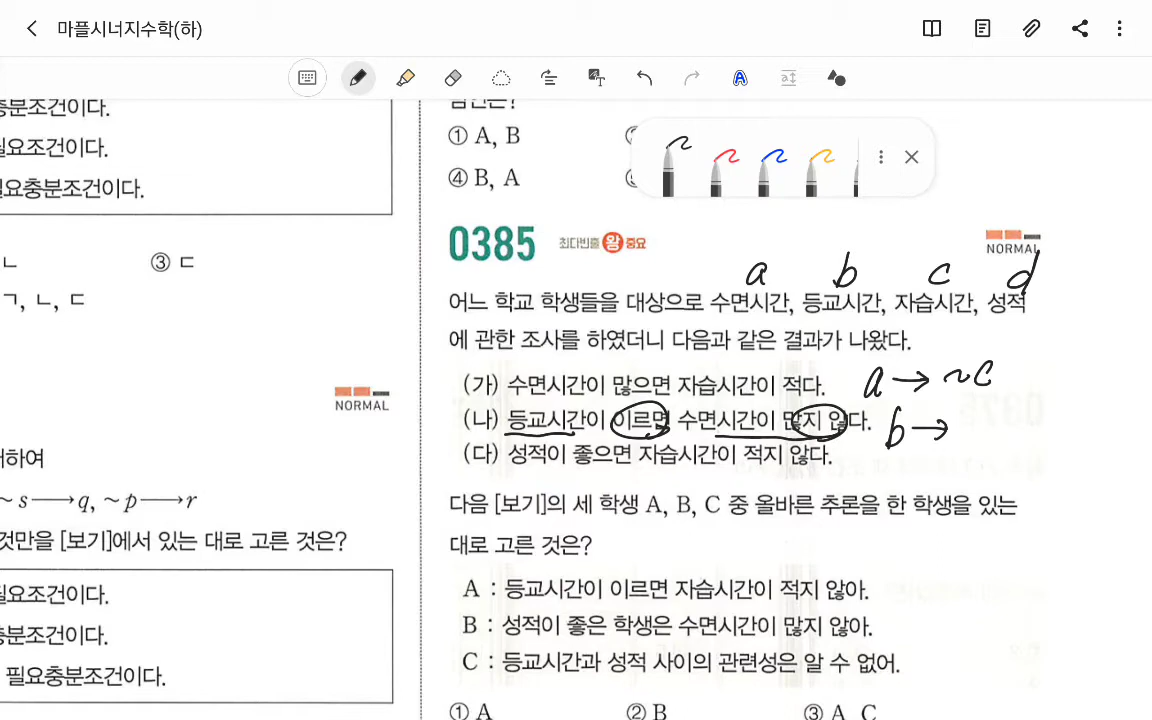 마플시너지수학(하)
충분조건이다.
필요조건이다.
필요충분조건이다.
ㄴ
③ ㄷ
ㄱ, ㄴ, ㄷ
NORMAL
대하여
~s→q, ~p→r
것만을 [보기]에서 있는 대로 고른 것은?
필요조건이다.
충분조건이다.
필요충분조건이다.
① A, B
④ B, A
0385 최다빈출 왕 중요
NORMAL
a b c d
어느 학교 학생들을 대상으로 수면시간, 등교시간, 자습시간, 성적
에 관한 조사를 하였더니 다음과 같은 결과가 나왔다.
(가) 수면시간이 많으면 자습시간이 적다. a → ~c
(나) 등교시간이 이르면 수면시간이 많지 않다. b →
(다) 성적이 좋으면 자습시간이 적지 않다.
다음 [보기]의 세 학생 A, B, C 중 올바른 추론을 한 학생을 있는
대로 고른 것은?
A : 등교시간이 이르면 자습시간이 적지 않아.
B : 성적이 좋은 학생은 수면시간이 많지 않아.
C : 등교시간과 성적 사이의 관련성은 알 수 없어.
① A ② B ③ A, C